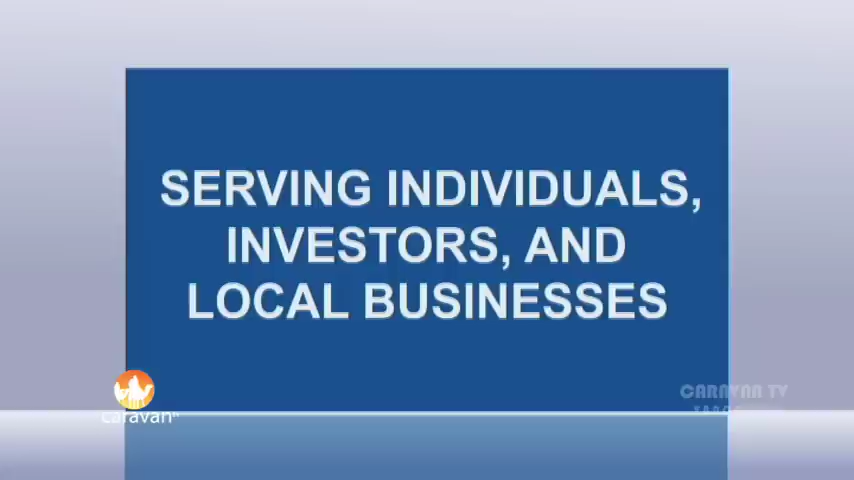 SERVING INDIVIDUALS,
INVESTORS, AND
LOCAL BUSINESSES
caravan
CARAVAN TV